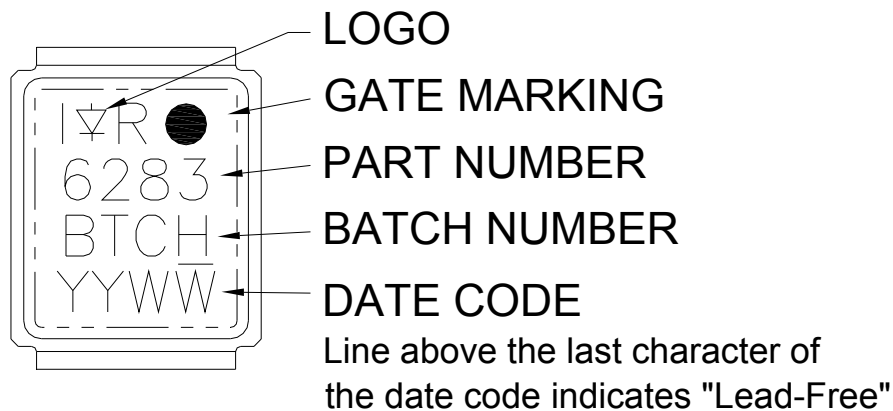 LOGO
I R
GATE MARKING
6283
PART NUMBER
BTCH
BATCH NUMBER
YYWW
DATE CODE
Line above the last character of
the date code indicates "Lead-Free"